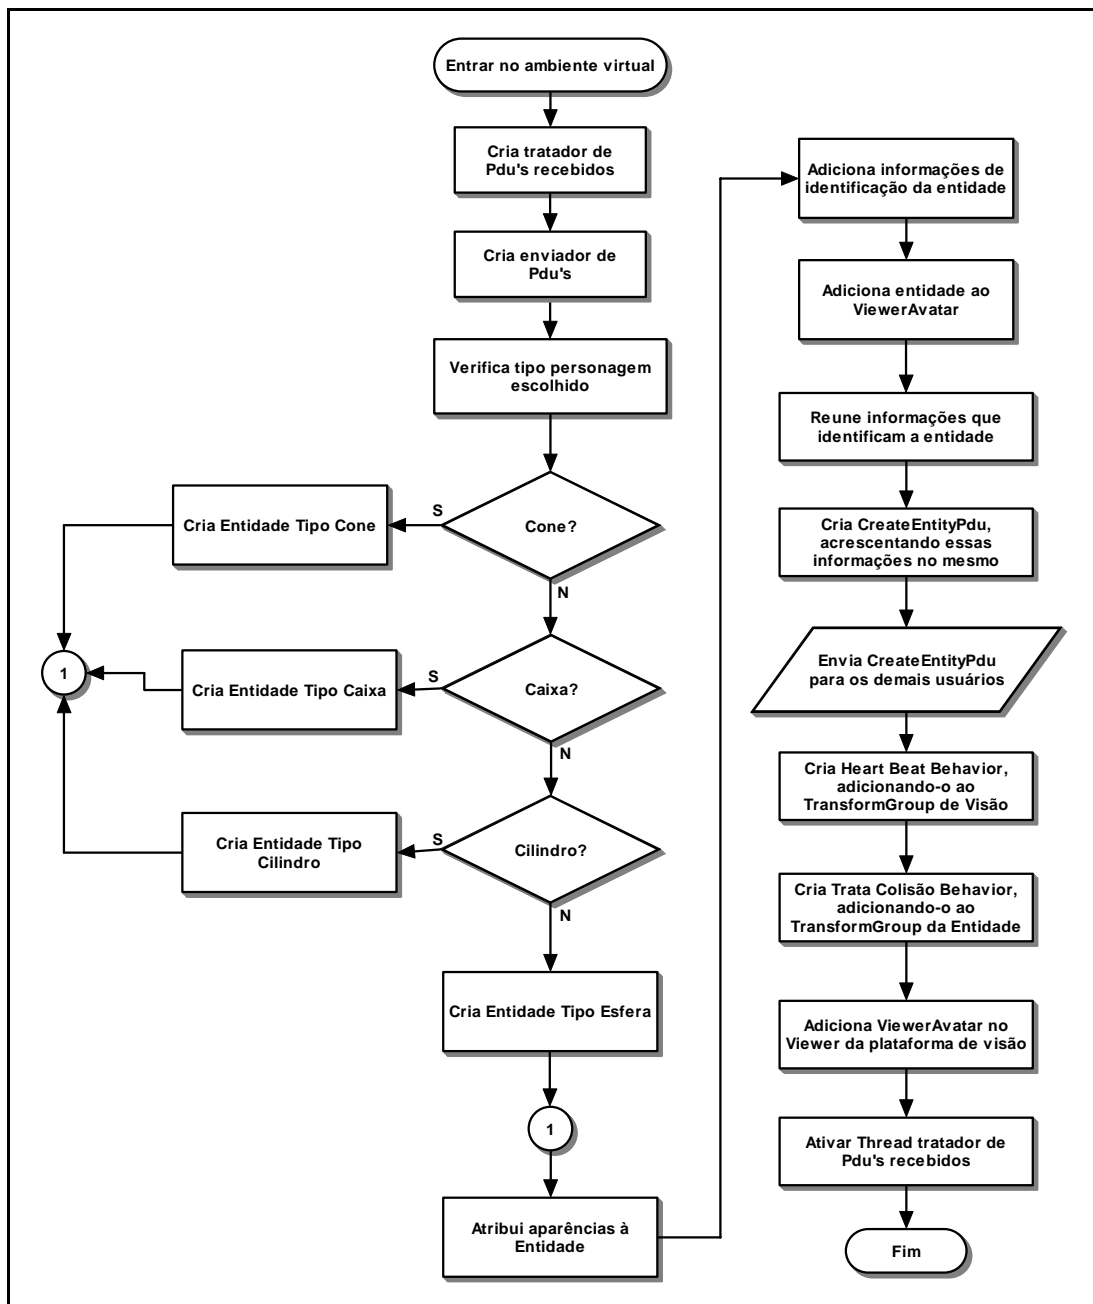 Entrar no ambiente virtual
Cria tratador de
Pdu's recebidos
Cria enviador de
Pdu's
Verifica tipo personagem
escolhido
Cone?
S
Cria Entidade Tipo Cone
N
Caixa?
S
Cria Entidade Tipo Caixa
1
N
Cilindro?
S
Cria Entidade Tipo
Cilindro
N
Cria Entidade Tipo Esfera
1
Atribui aparências à
Entidade
Adiciona informações de
identificação da entidade
Adiciona entidade ao
ViewerAvatar
Reune informações que
identificam a entidade
Cria CreateEntityPdu,
acrescentando essas
informações no mesmo
Envia CreateEntityPdu
para os demais usuários
Cria Heart Beat Behavior,
adicionando-o ao
TransformGroup de Visão
Cria Trata Colisão Behavior,
adicionando-o ao
TransformGroup da Entidade
Adiciona ViewerAvatar no
Viewer da plataforma de visão
Ativar Thread tratador de
Pdu's recebidos
Fim